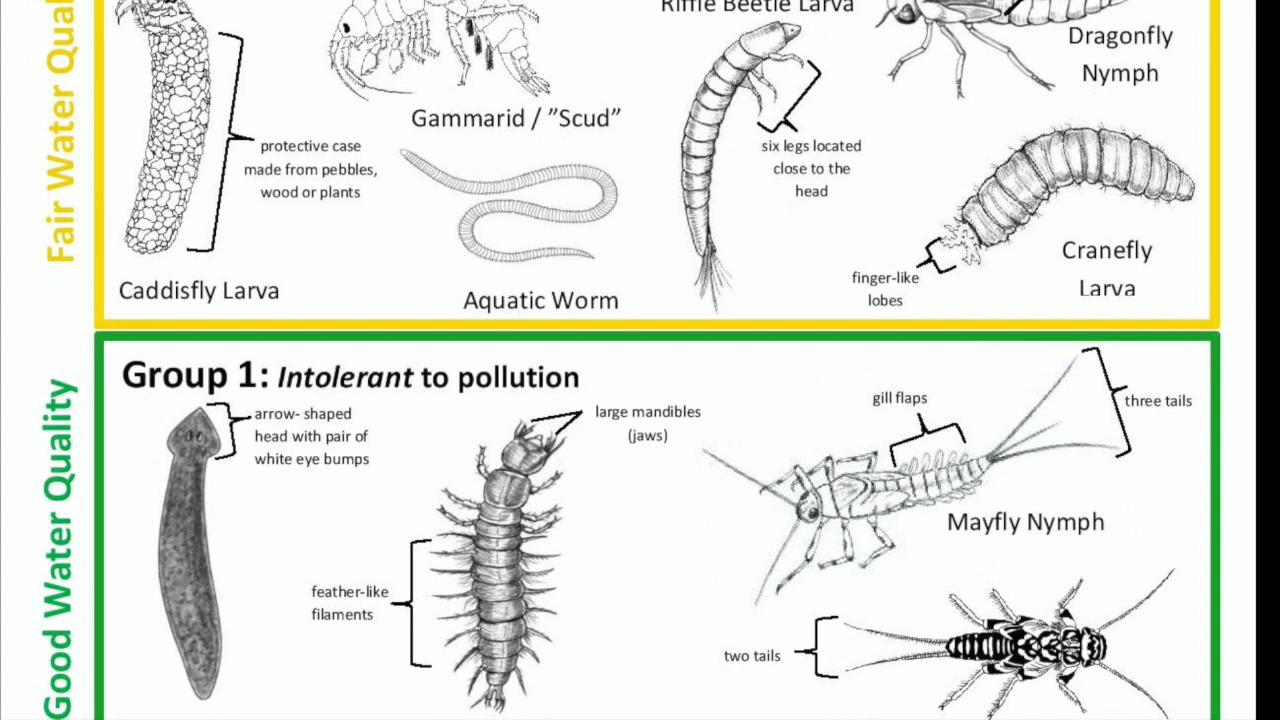 Fair Water Qual
Riffle Beetle Larva
Dragonfly
Nymph
Gammarid / ”Scud”
protective case
made from pebbles,
wood or plants
six legs located
close to the
head
Caddisfly Larva
Aquatic Worm
finger-like
lobes
Cranefly
Larva
Good Water Quality
Group 1: Intolerant to pollution
arrow- shaped
head with pair of
white eye bumps
large mandibles
(jaws)
gill flaps
three tails
Mayfly Nymph
feather-like
filaments
two tails